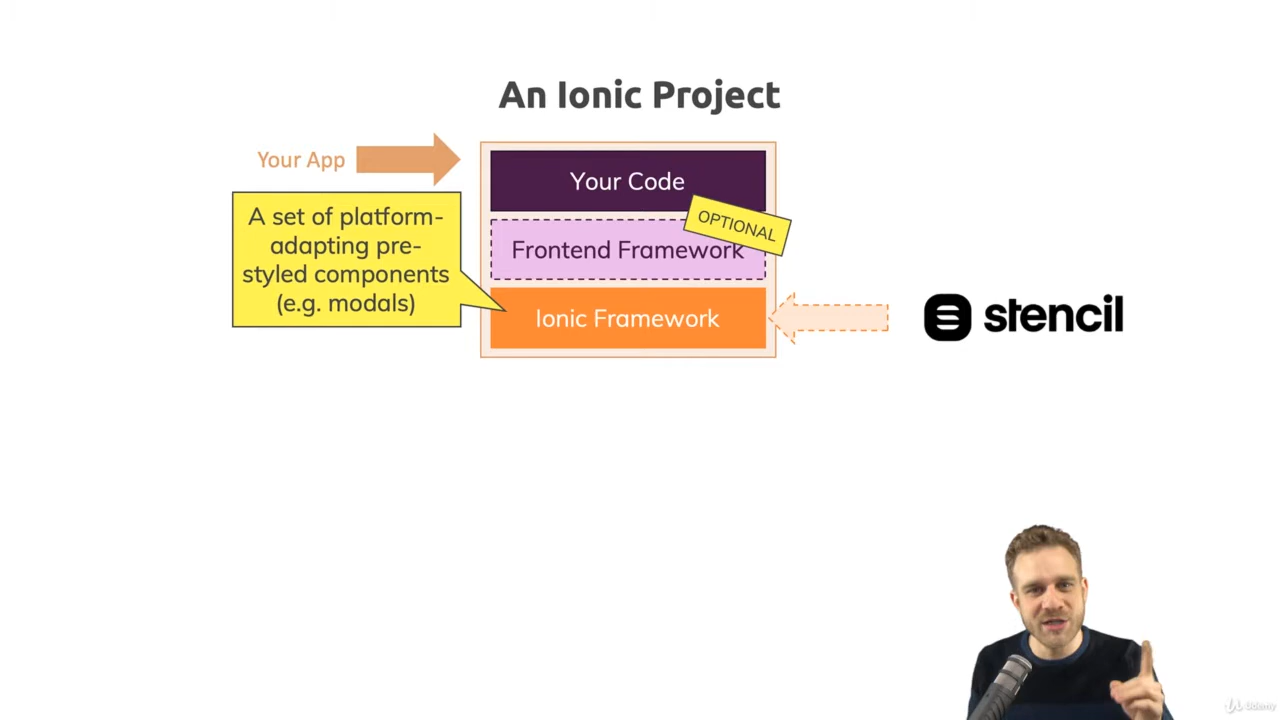 An Ionic Project
Your App
Your Code
A set of platform-
adapting pre-
styled components
(e.g. modals)
OPTIONAL
Frontend Framework
Ionic Framework
stencil
Udemy